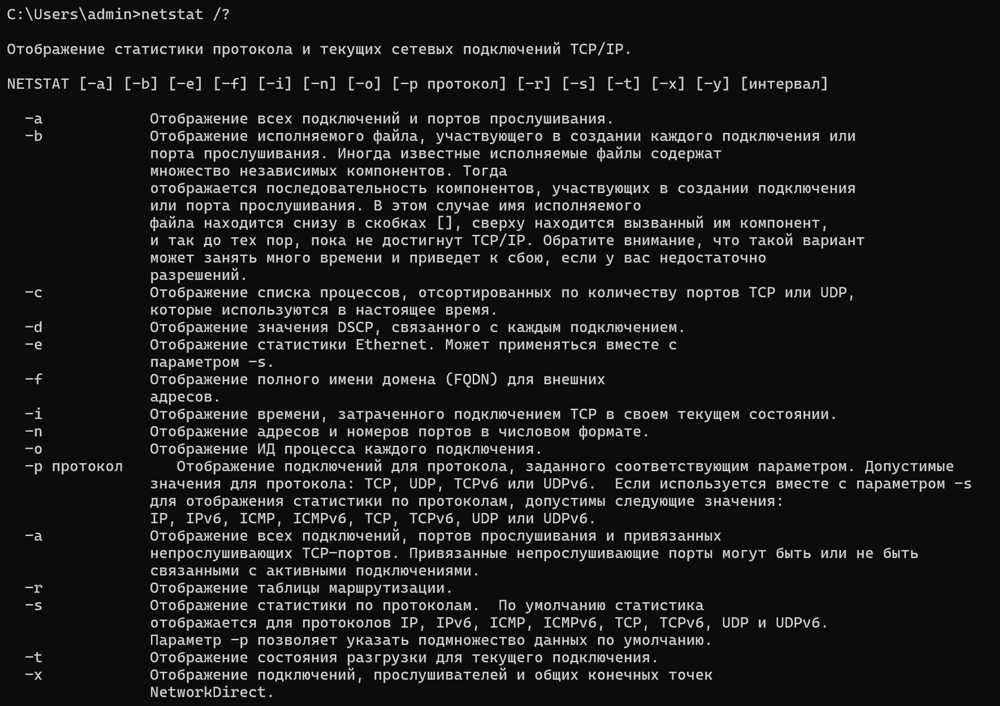 C:\Users\admin>netstat /?
Отображение статистики протокола и текущих сетевых подключений TCP/IP.
NETSTAT [-a] [-b] [-e] [-f] [-i] [-n] [-o] [-p протокол] [-r] [-s] [-t] [-x] [-y] [интервал]
-a Отображение всех подключений и портов прослушивания.
-b Отображение исполняемого файла, участвующего в создании каждого подключения или
порта прослушивания. Иногда известные исполняемые файлы содержат
множество независимых компонентов. Тогда
отображается последовательность компонентов, участвующих в создании подключения
или порта прослушивания. В этом случае имя исполняемого
файла находится снизу в скобках [], сверху находится вызванный им компонент,
и так до тех пор, пока не достигнут TCP/IP. Обратите внимание, что такой вариант
может занять много времени и приведет к сбою, если у вас недостаточно
разрешений.
-c Отображение списка процессов, отсортированных по количеству портов TCP или UDP,
которые используются в настоящее время.
-d Отображение значения DSCP, связанного с каждым подключением.
-e Отображение статистики Ethernet. Может применяться вместе с
параметром -s.
-f Отображение полного имени домена (FQDN) для внешних
адресов.
-i Отображение времени, затраченного подключением TCP в своем текущем состоянии.
-n Отображение адресов и номеров портов в числовом формате.
-o Отображение ИД процесса каждого подключения.
-p протокол Отображение подключений для протокола, заданного соответствующим параметром. Допустимые
значения для протокола: TCP, UDP, TCPv6 или UDPv6.  Если используется вместе с параметром -s
для отображения статистики по протоколам, допустимы следующие значения:
IP, IPv6, ICMP, ICMPv6, TCP, TCPv6, UDP или UDPv6.
-a Отображение всех подключений, портов прослушивания и привязанных
непрослушивающих TCP-портов. Привязанные непрослушивающие порты могут быть или не быть
связанными с активными подключениями.
-r Отображение таблицы маршрутизации.
-s Отображение статистики по протоколам.  По умолчанию статистика
отображается для протоколов IP, IPv6, ICMP, ICMPv6, TCP, TCPv6, UDP и UDPv6.
Параметр -p позволяет указать подмножество данных по умолчанию.
-t Отображение состояния разгрузки для текущего подключения.
-x Отображение подключений, прослушивателей и общих конечных точек
NetworkDirect.